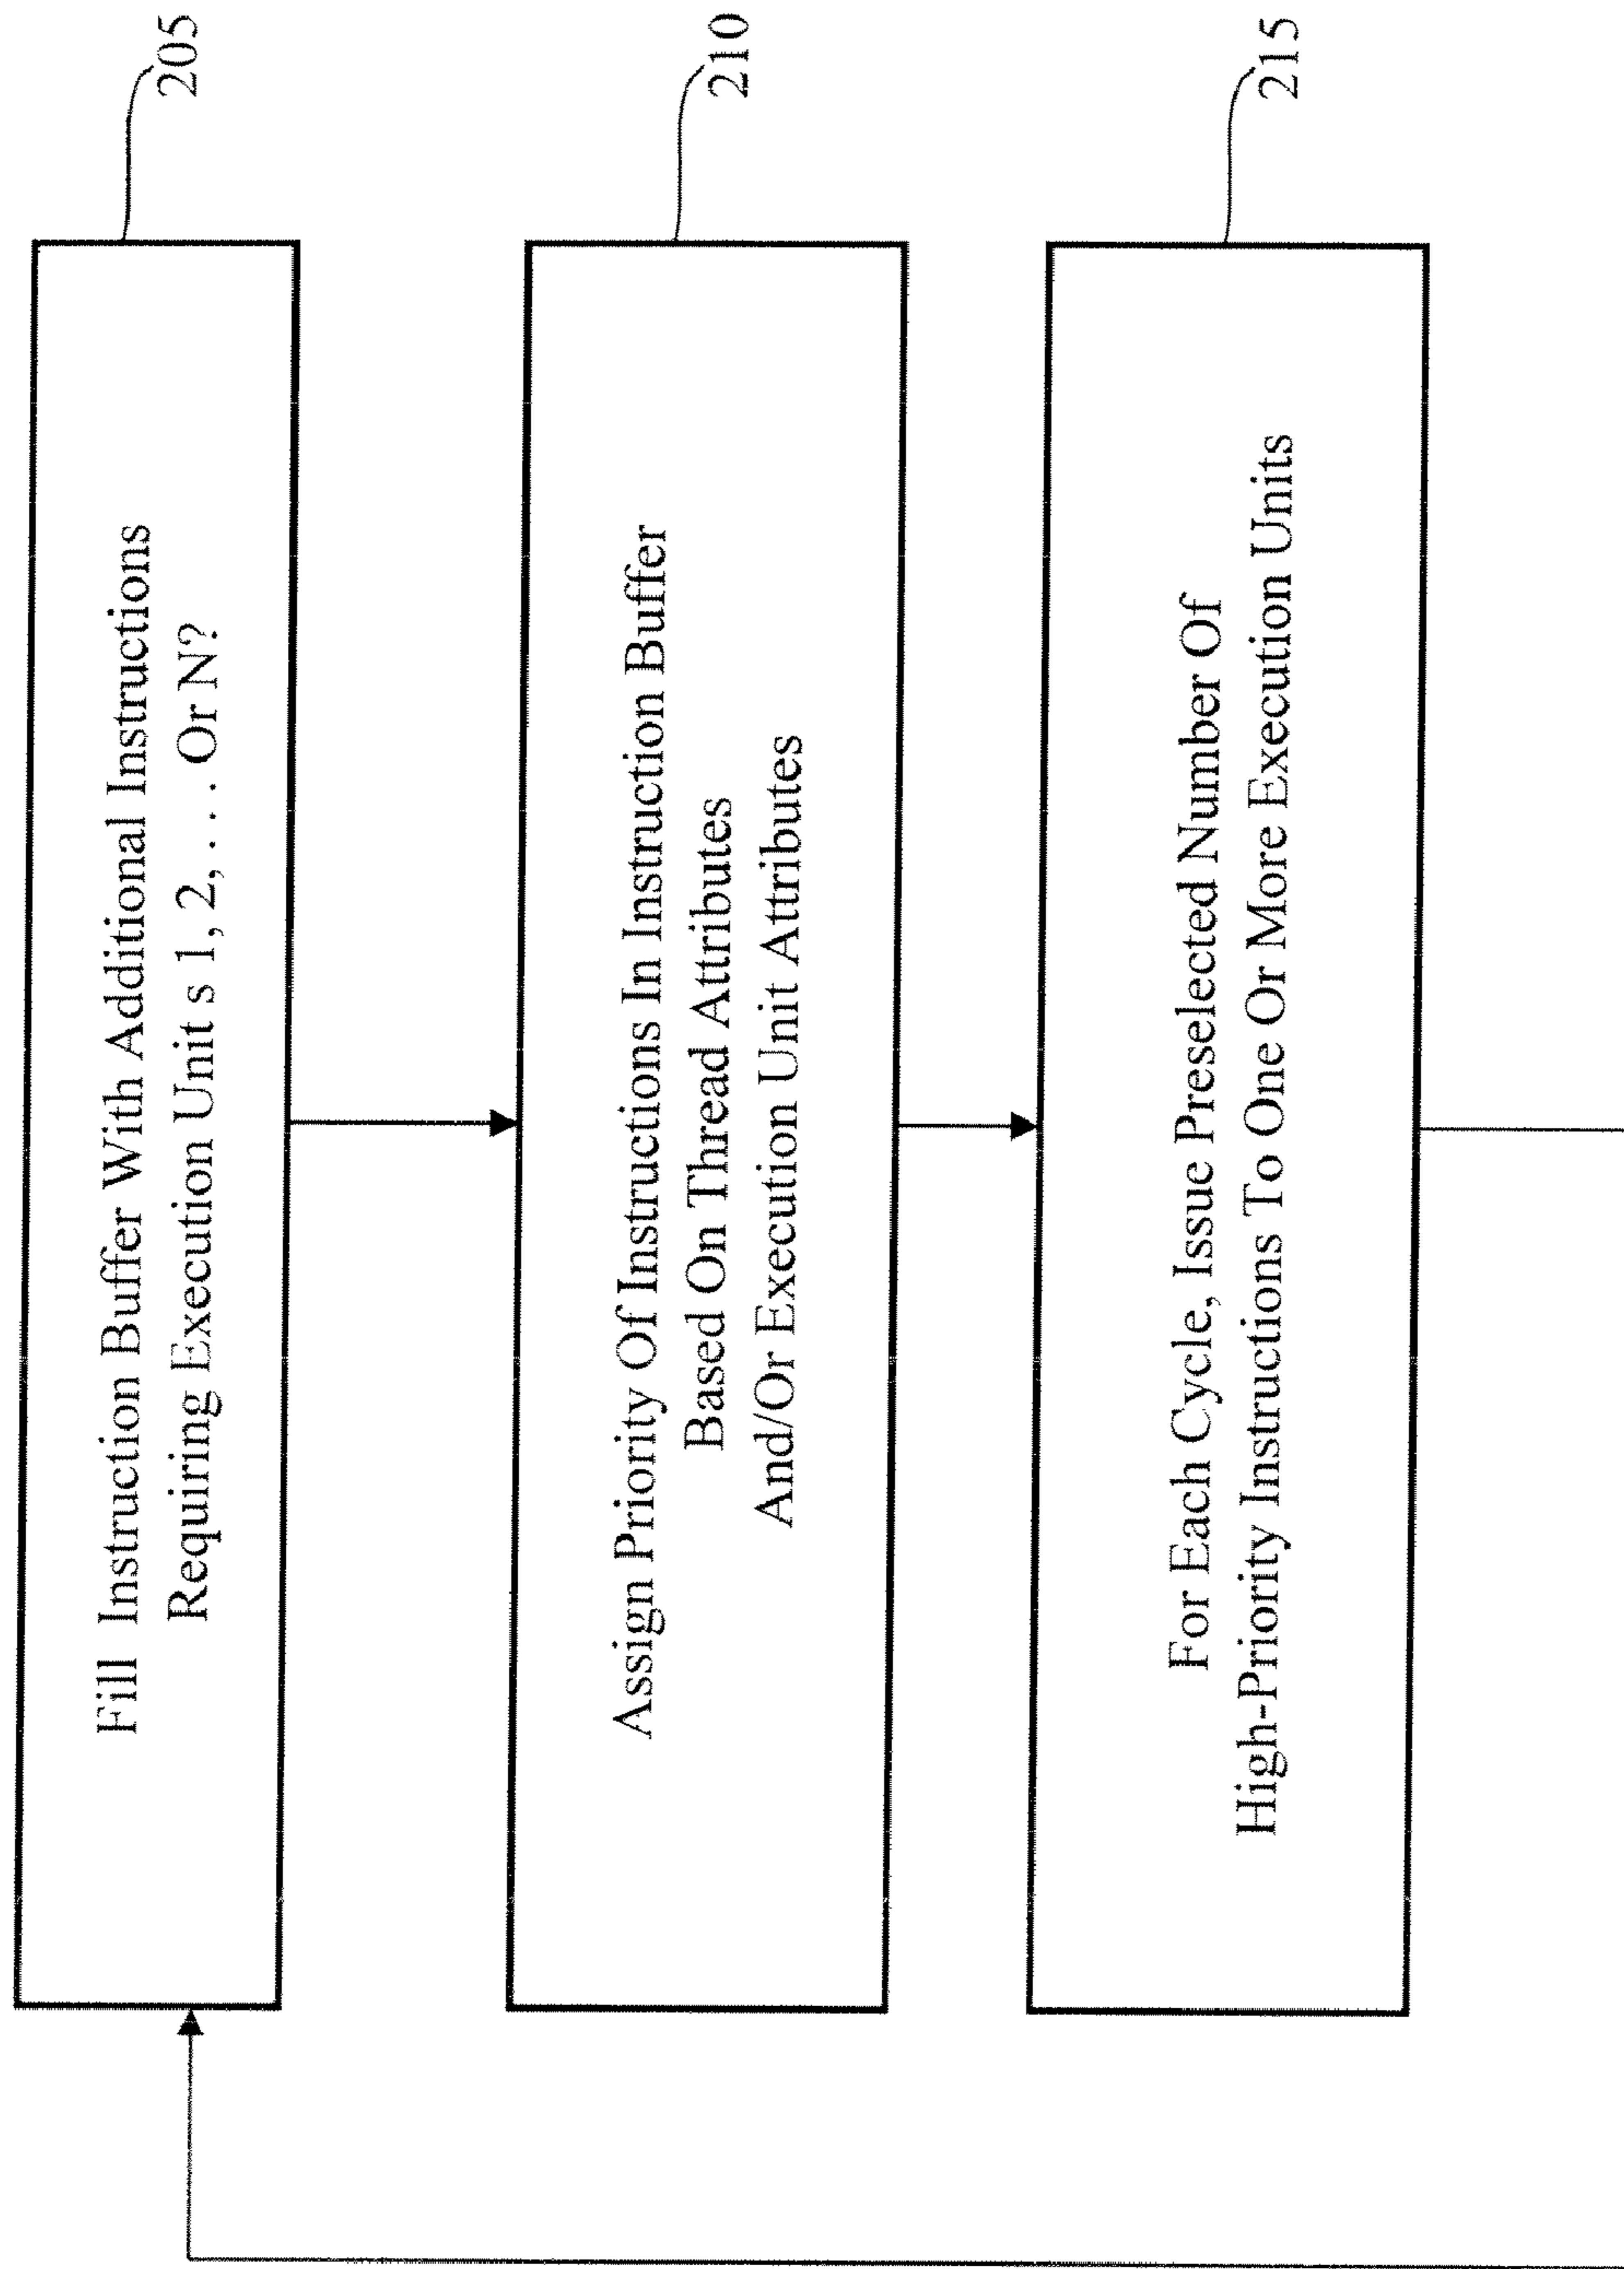 Fill Instruction Buffer With Additional Instructions
Requiring Execution Unit s 1, 2, . . . Or N?
205
Assign Priority Of Instructions In Instruction Buffer
Based On Thread Attributes
And/Or Execution Unit Attributes
210
For Each Cycle, Issue Preselected Number Of
High-Priority Instructions To One Or More Execution Units
215